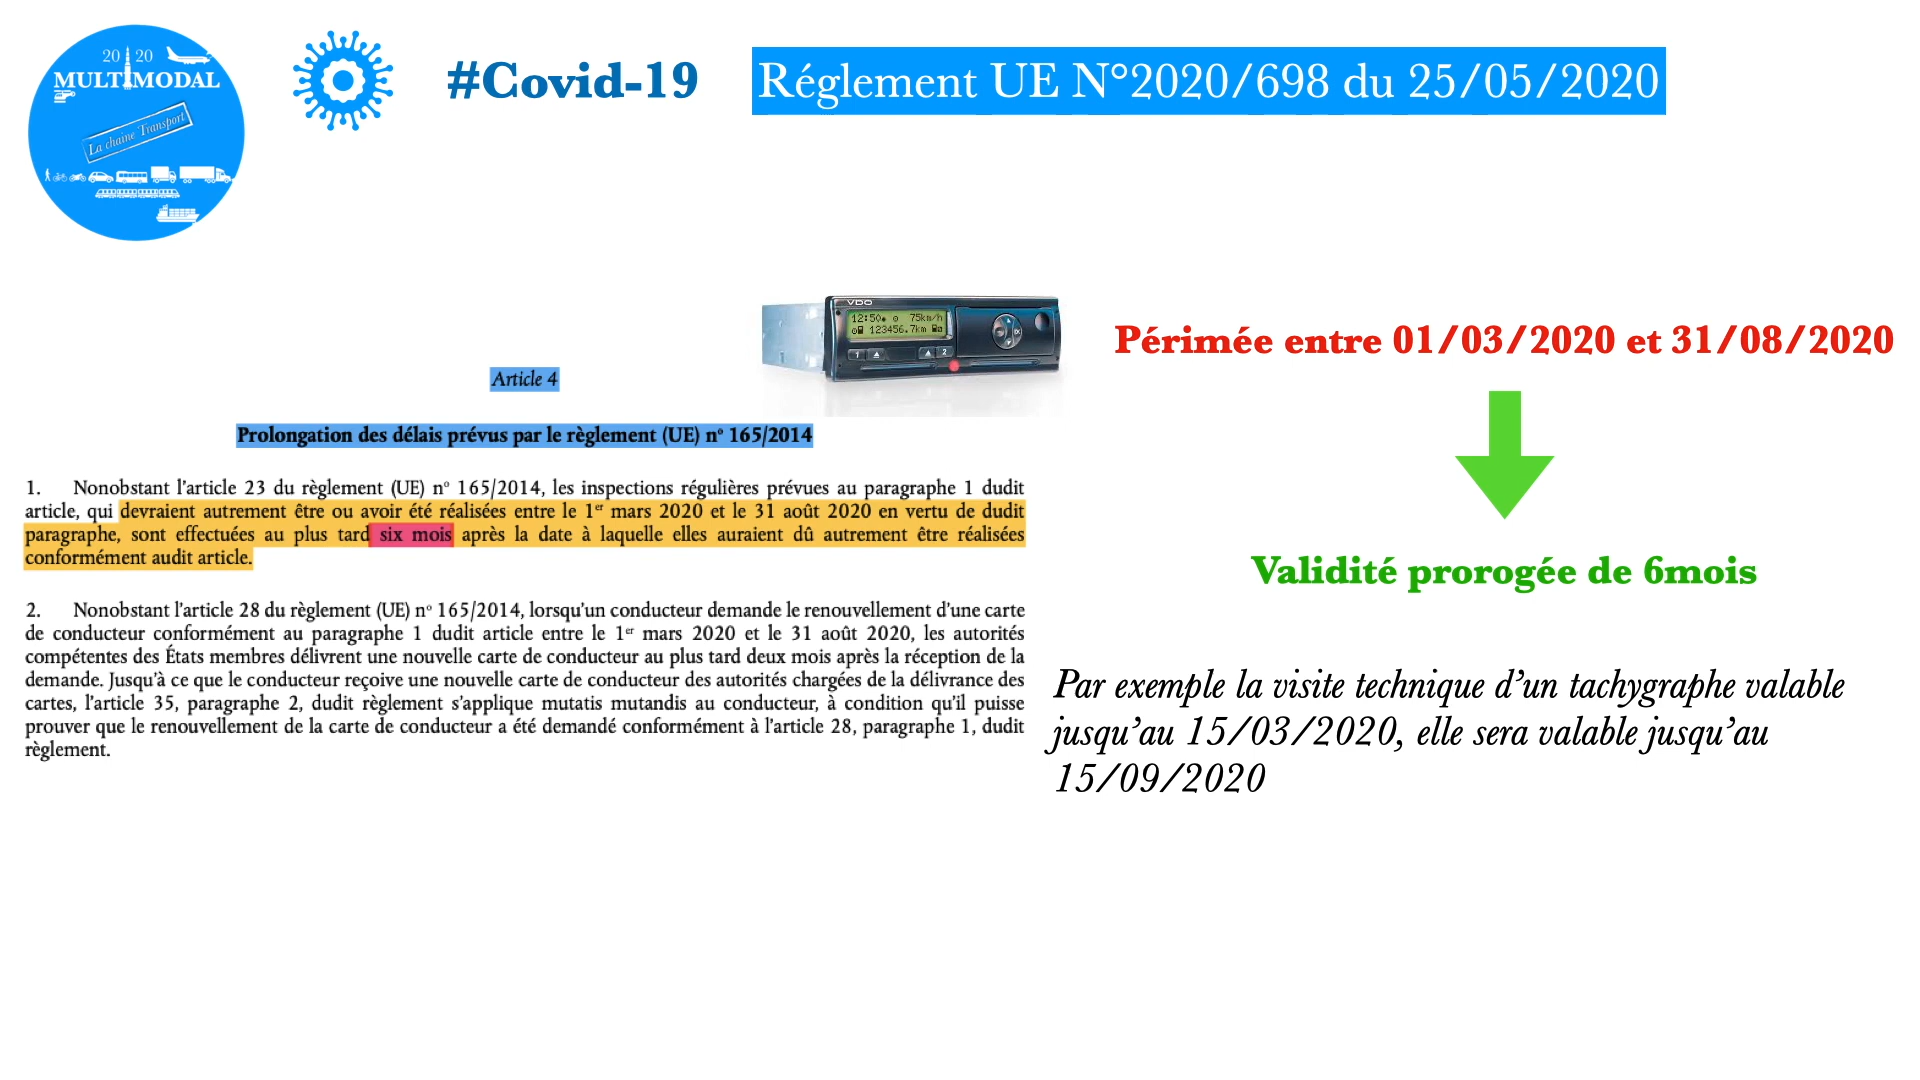 20 20
MULTIMODAL
La chaîne Transport
#Covid-19
Réglement UE N°2020/698 du 25/05/2020
VDO
12:50 75km/h
123456.7km
1 2
OK
Périmée entre 01/03/2020 et 31/08/2020
Article 4
Prolongation des délais prévus par le règlement (UE) nº 165/2014
1. Nonobstant l'article 23 du règlement (UE) nº 165/2014, les inspections régulières prévues au paragraphe 1 dudit
article, qui devraient autrement être ou avoir été réalisées entre le 1er mars 2020 et le 31 août 2020 en vertu de dudit
paragraphe, sont effectuées au plus tard six mois après la date à laquelle elles auraient dû autrement être réalisées
conformément audit article.
2. Nonobstant l'article 28 du règlement (UE) nº 165/2014, lorsqu'un conducteur demande le renouvellement d'une carte
de conducteur conformément au paragraphe 1 dudit article entre le 1er mars 2020 et le 31 août 2020, les autorités
compétentes des États membres délivrent une nouvelle carte de conducteur au plus tard deux mois après la réception de la
demande. Jusqu'à ce que le conducteur reçoive une nouvelle carte de conducteur des autorités chargées de la délivrance des
cartes, l'article 35, paragraphe 2, dudit règlement s'applique mutatis mutandis au conducteur, à condition qu'il puisse
prouver que le renouvellement de la carte de conducteur a été demandé conformément à l'article 28, paragraphe 1, dudit
règlement.
Validité prorogée de 6mois
Par exemple la visite technique d'un tachygraphe valable
jusqu'au 15/03/2020, elle sera valable jusqu'au
15/09/2020